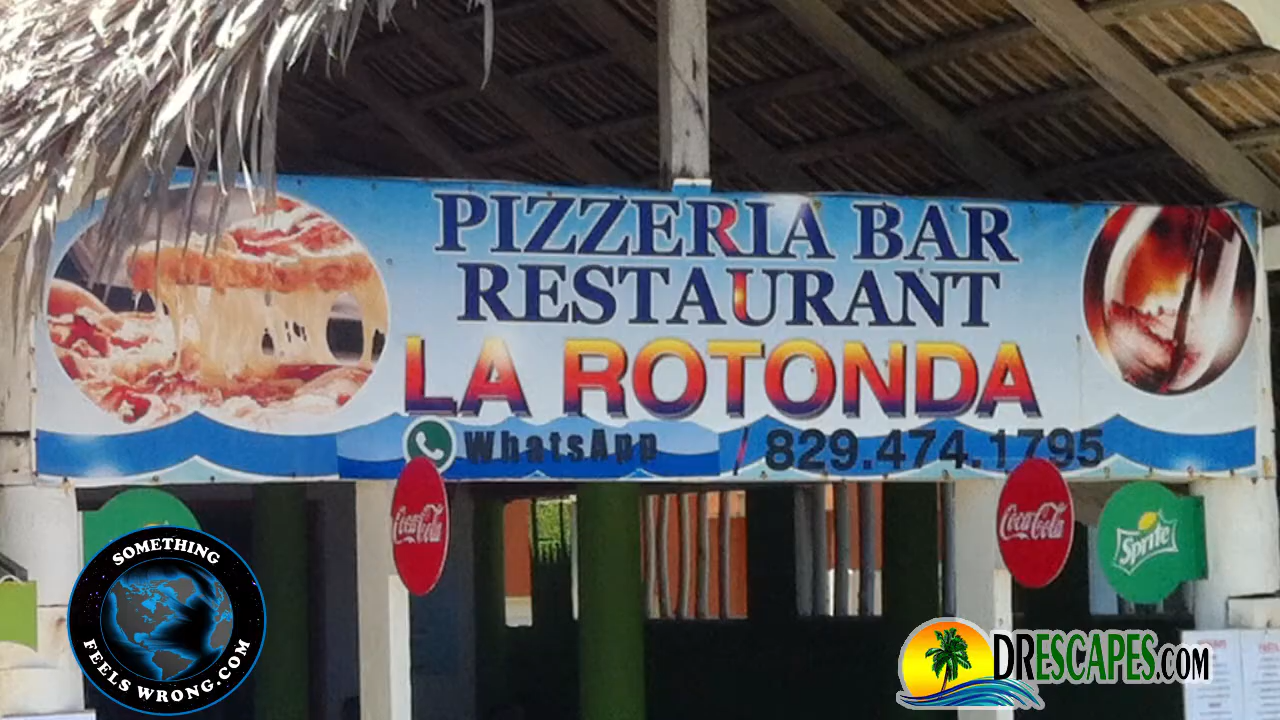 PIZZERIA BAR
RESTAURANT
LA ROTONDA
WhatsApp / 829.474.1795
Coca-Cola
Coca-Cola
Sprite
SOMETHING
FEELS WRONG.COM
DRESCAPES.COM